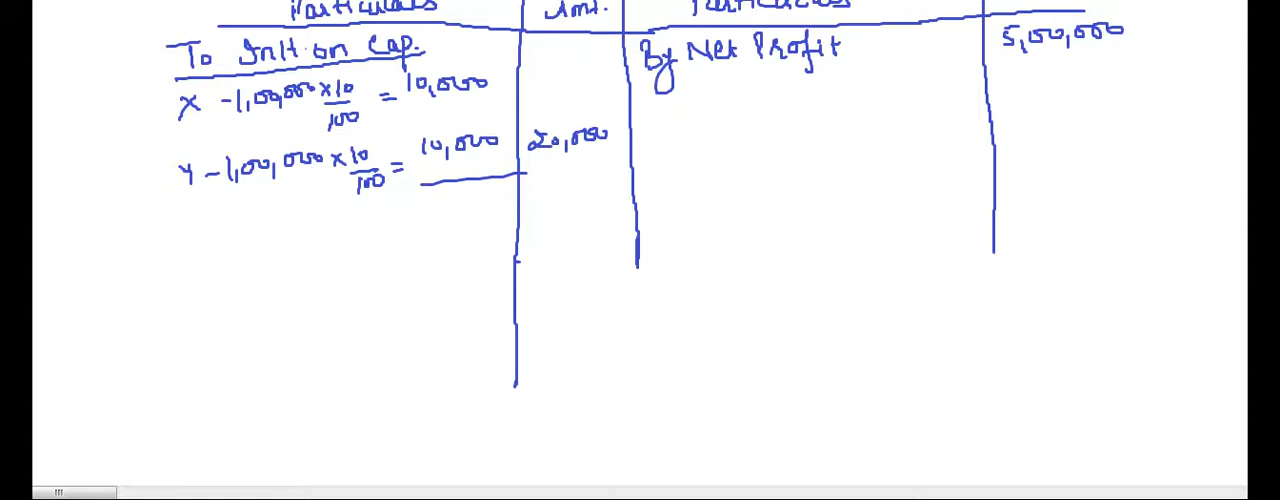 Particulars Amt. Particulars
To Intt. on Cap. By Net Profit 5,00,000
X - 1,00,000 x 10/100 = 10,000
Y - 1,00,000 x 10/100 = 10,000 20,000